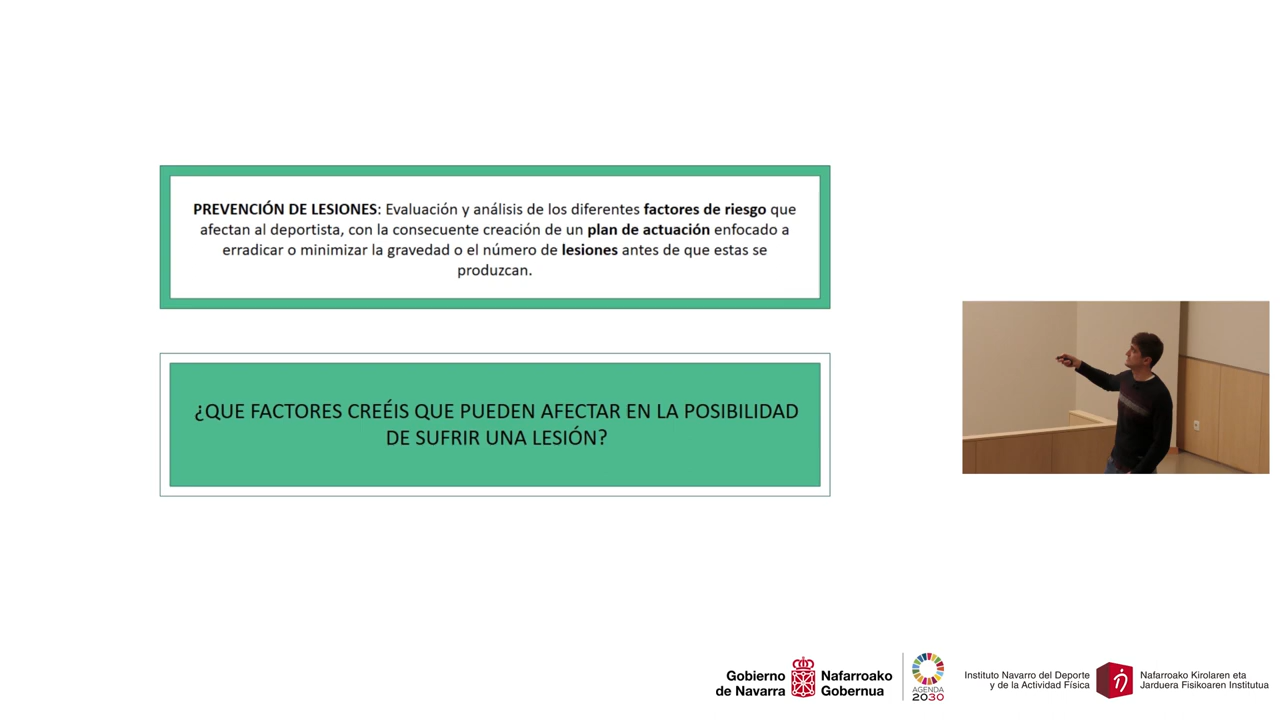 PREVENCIÓN DE LESIONES: Evaluación y análisis de los diferentes factores de riesgo que
afectan al deportista, con la consecuente creación de un plan de actuación enfocado a
erradicar o minimizar la gravedad o el número de lesiones antes de que estas se
produzcan.
¿QUE FACTORES CREÉIS QUE PUEDEN AFECTAR EN LA POSIBILIDAD
DE SUFRIR UNA LESIÓN?
Gobierno
de Navarra
Nafarroako
Gobernua
AGENDA
2030
Instituto Navarro del Deporte
y de la Actividad Física
Nafarroako Kirolaren eta
Jarduera Fisikoaren Institutua